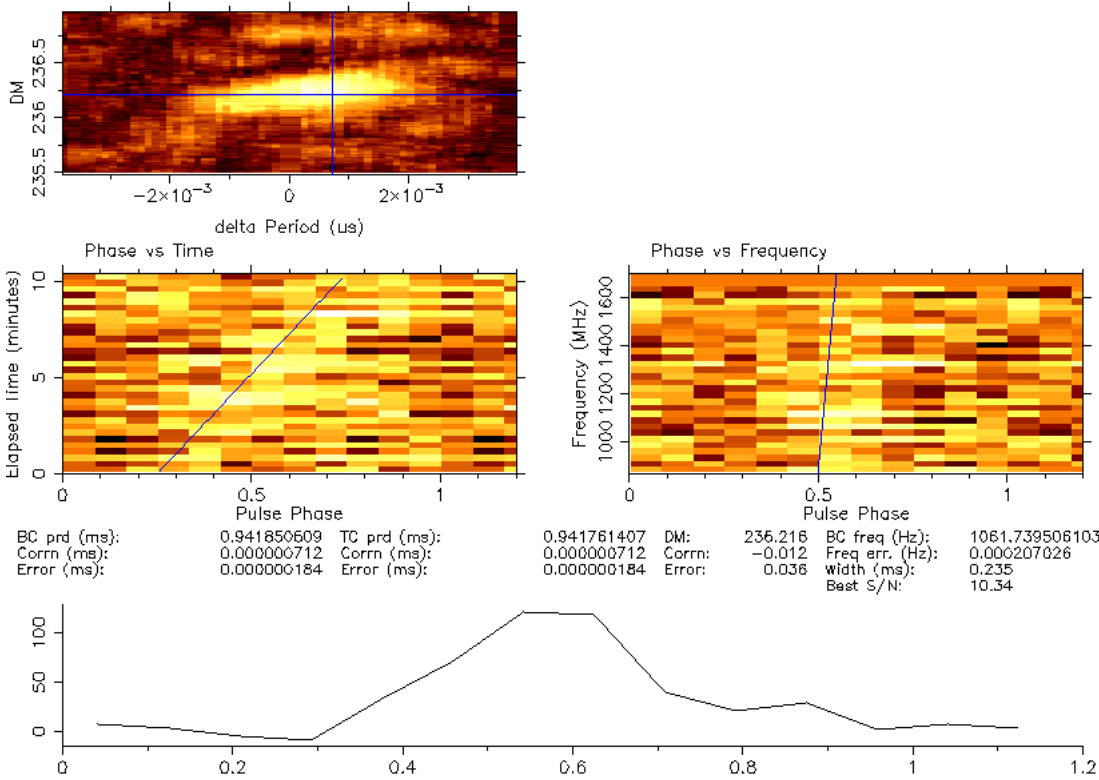 236.5
236
235.5
DM
−2×10⁻³ 0 2×10⁻³
delta Period (us)
Phase vs Time
10
5
0
Elapsed Time (minutes)
0 0.5 1
Pulse Phase
Phase vs Frequency
1600
1400
1200
1000
Frequency (MHz)
0 0.5 1
Pulse Phase
BC prd (ms): 0.941850609 TC prd (ms): 0.941761407 DM: 236.216 BC freq (Hz): 1061.739506103
Corrn (ms): 0.000000712 Corrn (ms): 0.000000712 Corrn: −0.012 Freq err. (Hz): 0.000207026
Error (ms): 0.000000184 Error (ms): 0.000000184 Error: 0.036 Width (ms): 0.235
Best S/N: 10.34
100
50
0
0 0.2 0.4 0.6 0.8 1 1.2